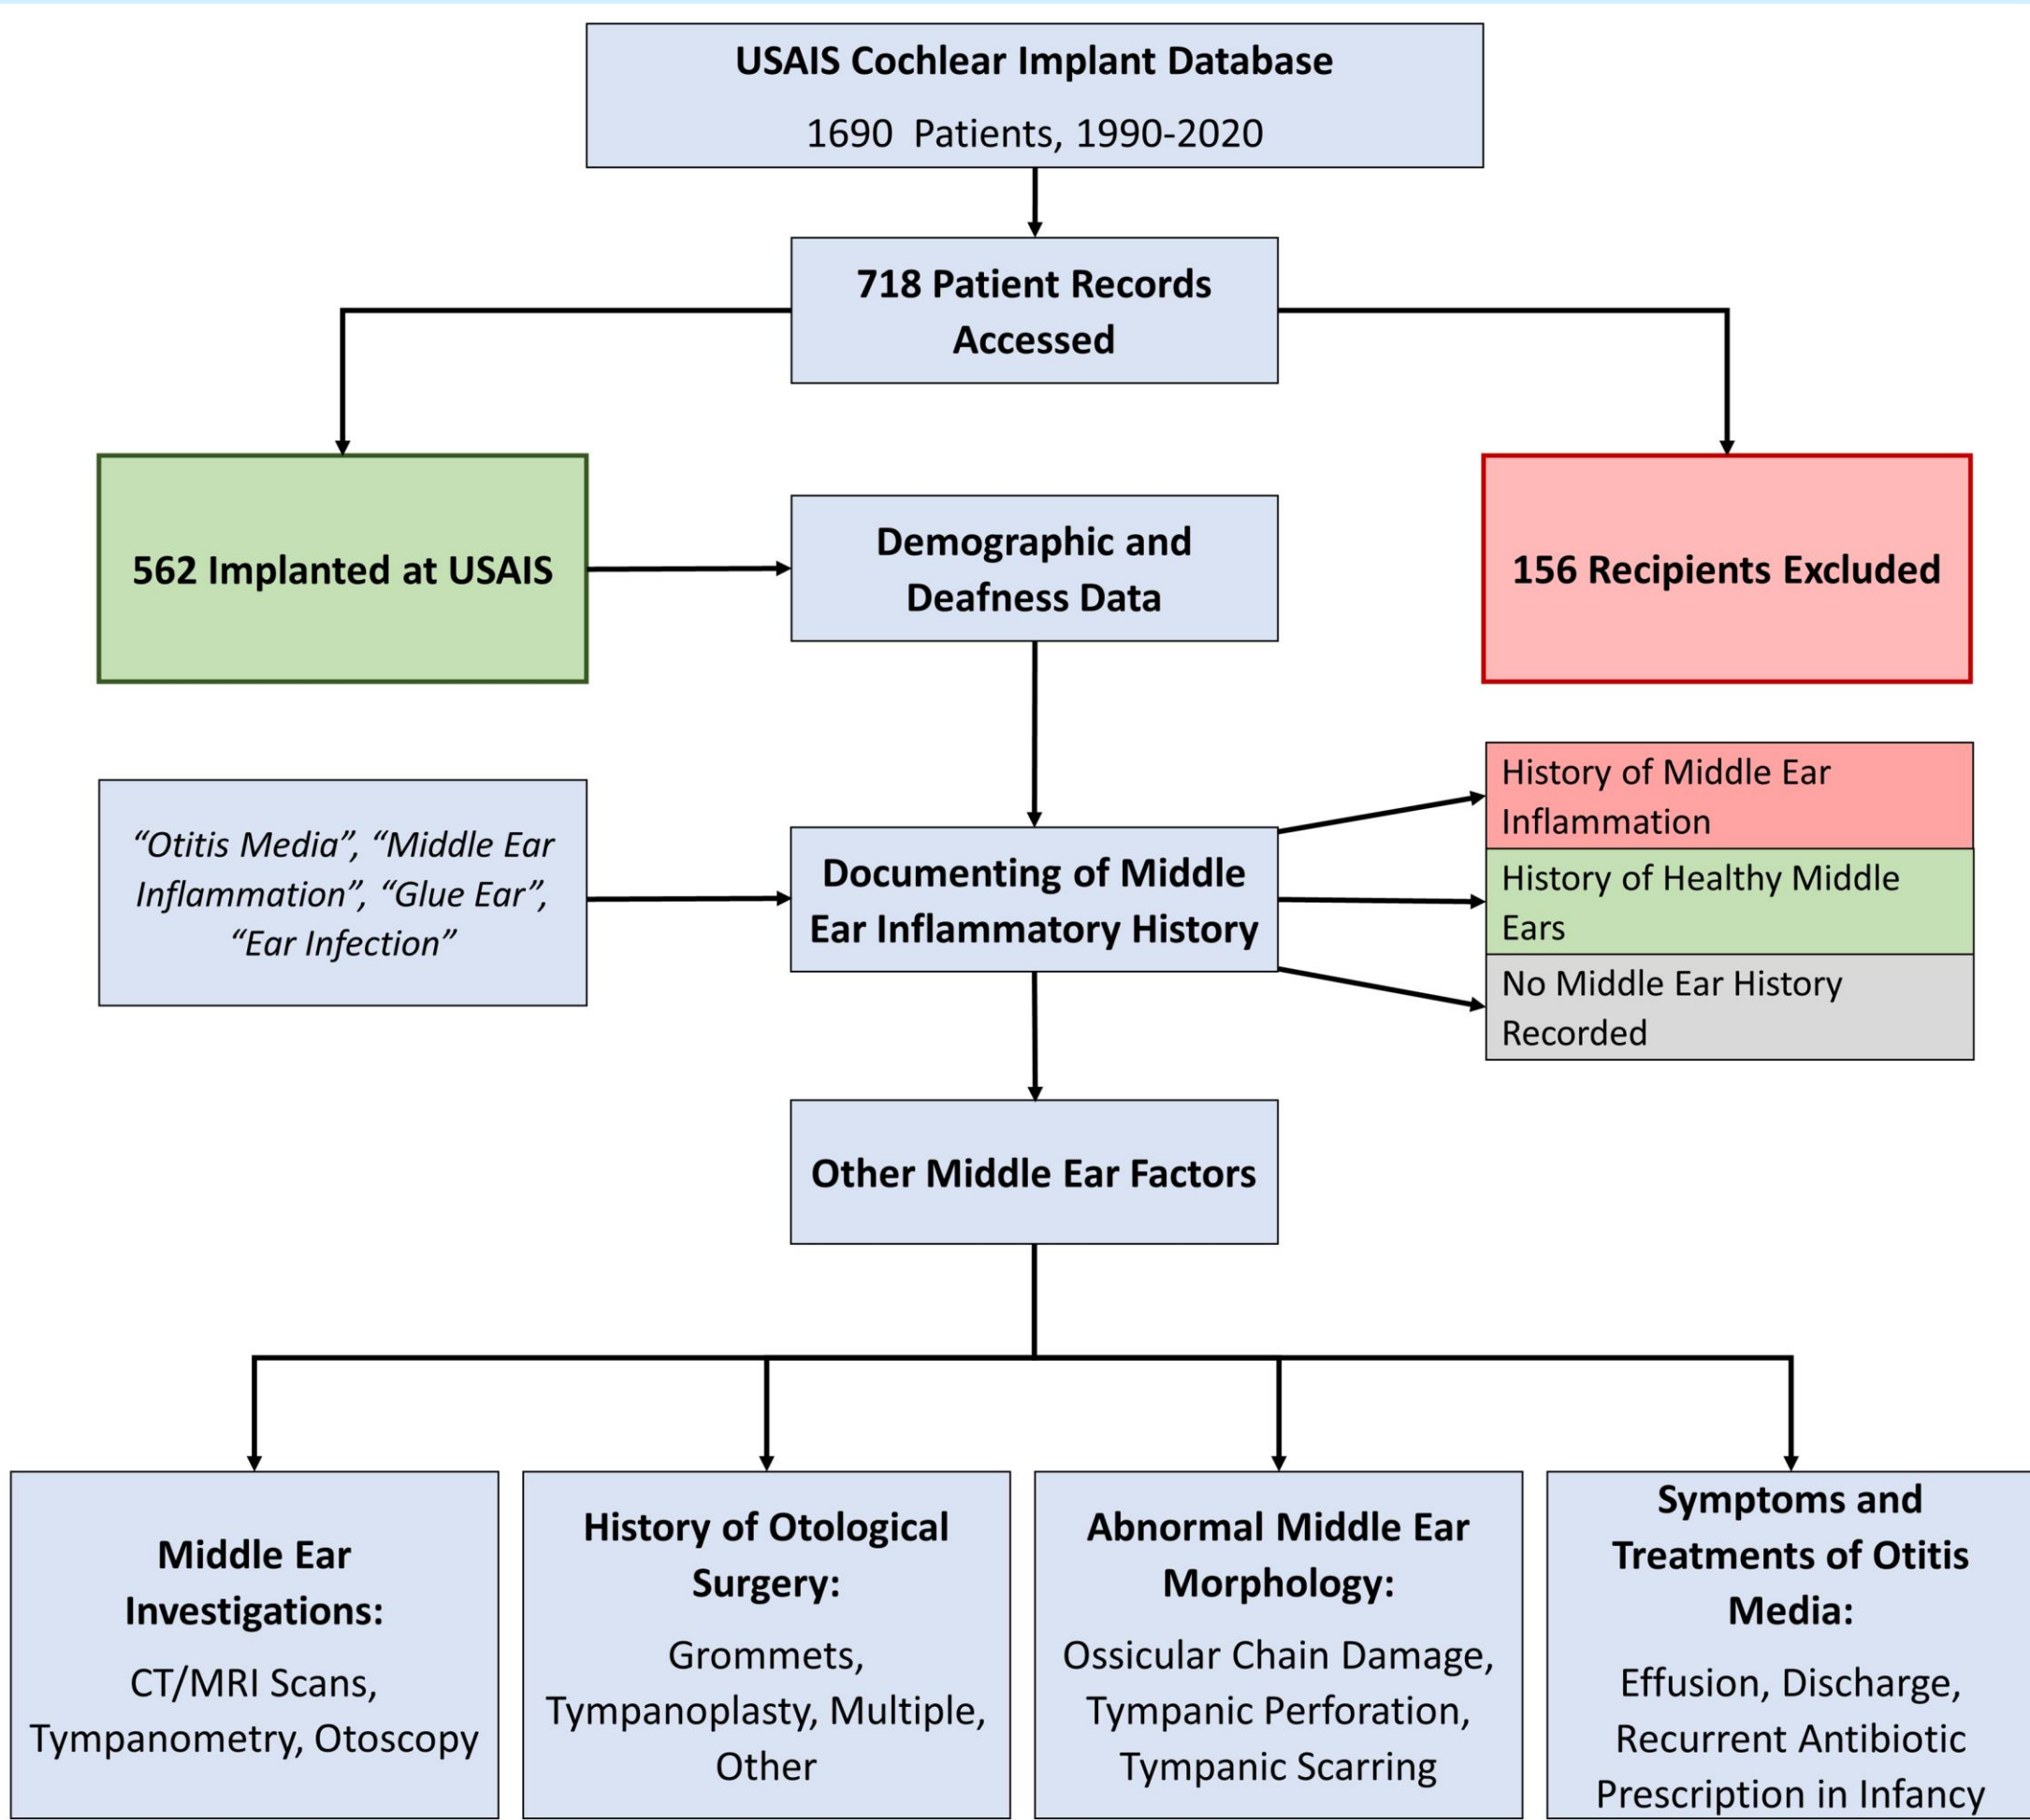 USAIS Cochlear Implant Database
1690 Patients, 1990-2020
718 Patient Records
Accessed
562 Implanted at USAIS
Demographic and
Deafness Data
156 Recipients Excluded
“Otitis Media”, “Middle Ear
Inflammation”, “Glue Ear”,
“Ear Infection”
Documenting of Middle
Ear Inflammatory History
History of Middle Ear
Inflammation
History of Healthy Middle
Ears
No Middle Ear History
Recorded
Other Middle Ear Factors
Middle Ear
Investigations:
CT/MRI Scans,
Tympanometry, Otoscopy
History of Otological
Surgery:
Grommets,
Tympanoplasty, Multiple,
Other
Abnormal Middle Ear
Morphology:
Ossicular Chain Damage,
Tympanic Perforation,
Tympanic Scarring
Symptoms and
Treatments of Otitis
Media:
Effusion, Discharge,
Recurrent Antibiotic
Prescription in Infancy